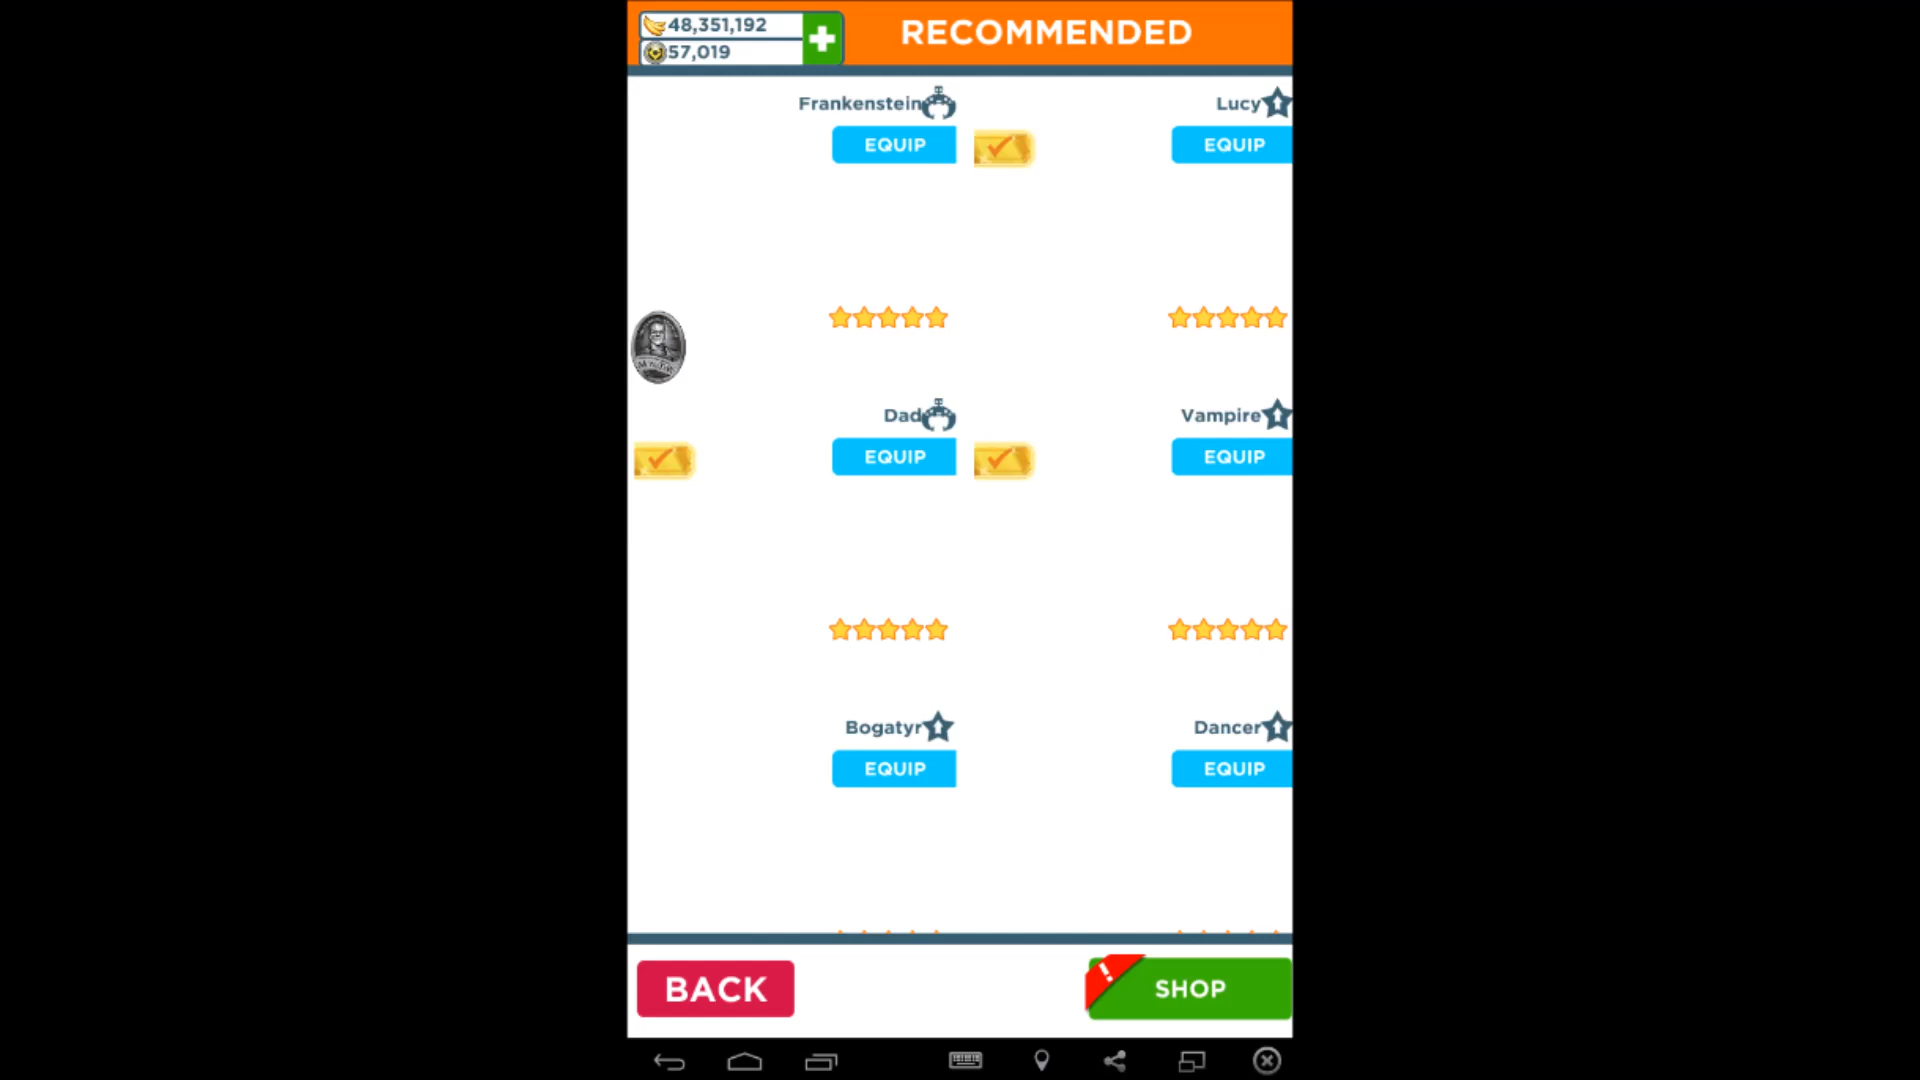 48,351,192
57,019
RECOMMENDED
Frankenstein
Lucy
EQUIP
EQUIP
Dad
Vampire
EQUIP
EQUIP
Bogatyr
Dancer
EQUIP
EQUIP
BACK
!
SHOP